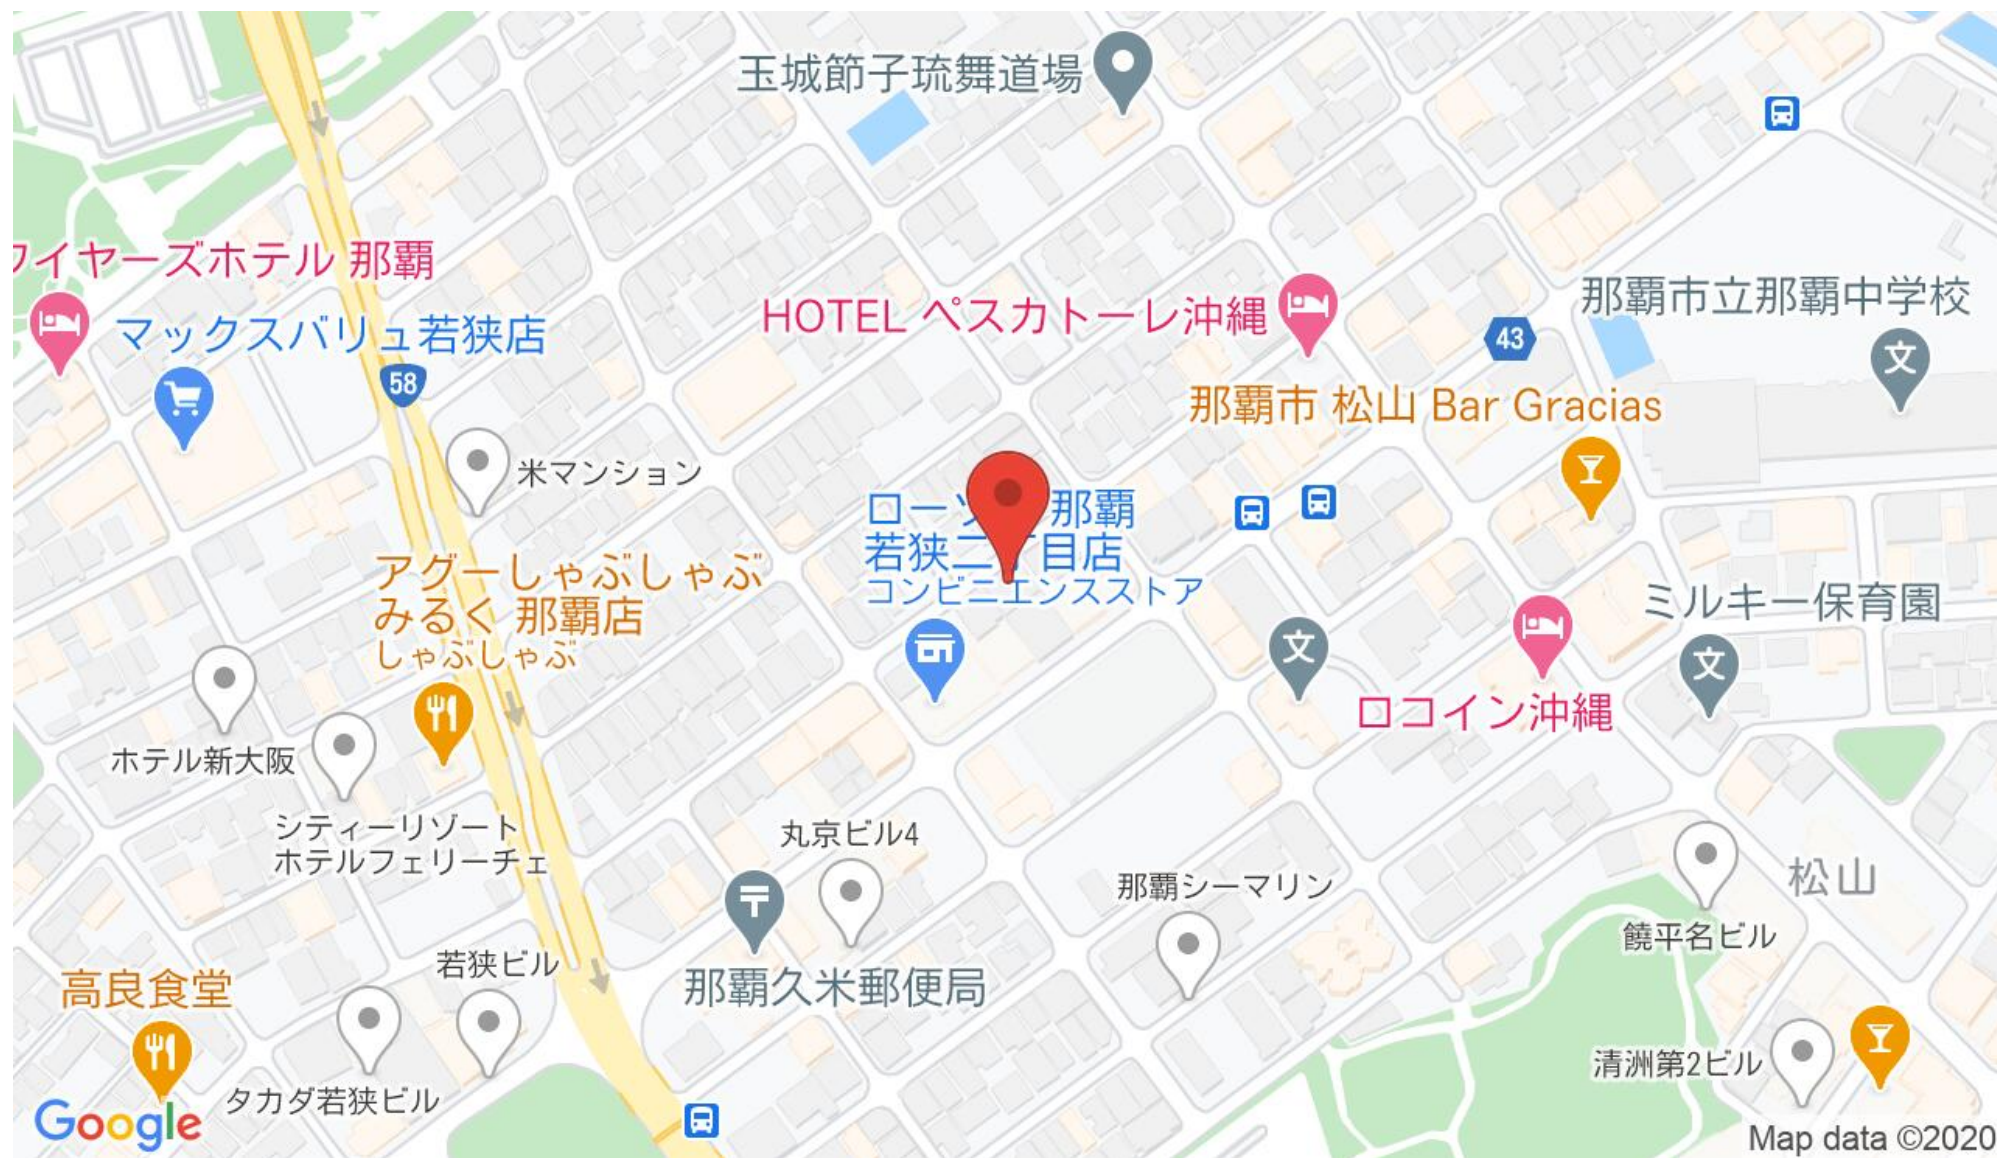 玉城節子琉舞道場
ワイヤーズホテル 那覇
マックスバリュ若狭店
58
HOTEL ペスカトーレ沖縄
43
那覇市立那覇中学校
文
那覇市 松山 Bar Gracias
米マンション
那覇
若狭二丁目店
コンビニエンスストア
アグーしゃぶしゃぶ
みるく 那覇店
しゃぶしゃぶ
文
ミルキー保育園
文
ロコイン沖縄
ホテル新大阪
シティーリゾート
ホテルフェリーチェ
丸京ビル4
〒
那覇久米郵便局
那覇シーマリン
松山
饒平名ビル
若狭ビル
高良食堂
タカダ若狭ビル
清洲第2ビル
Google
Map data ©2020